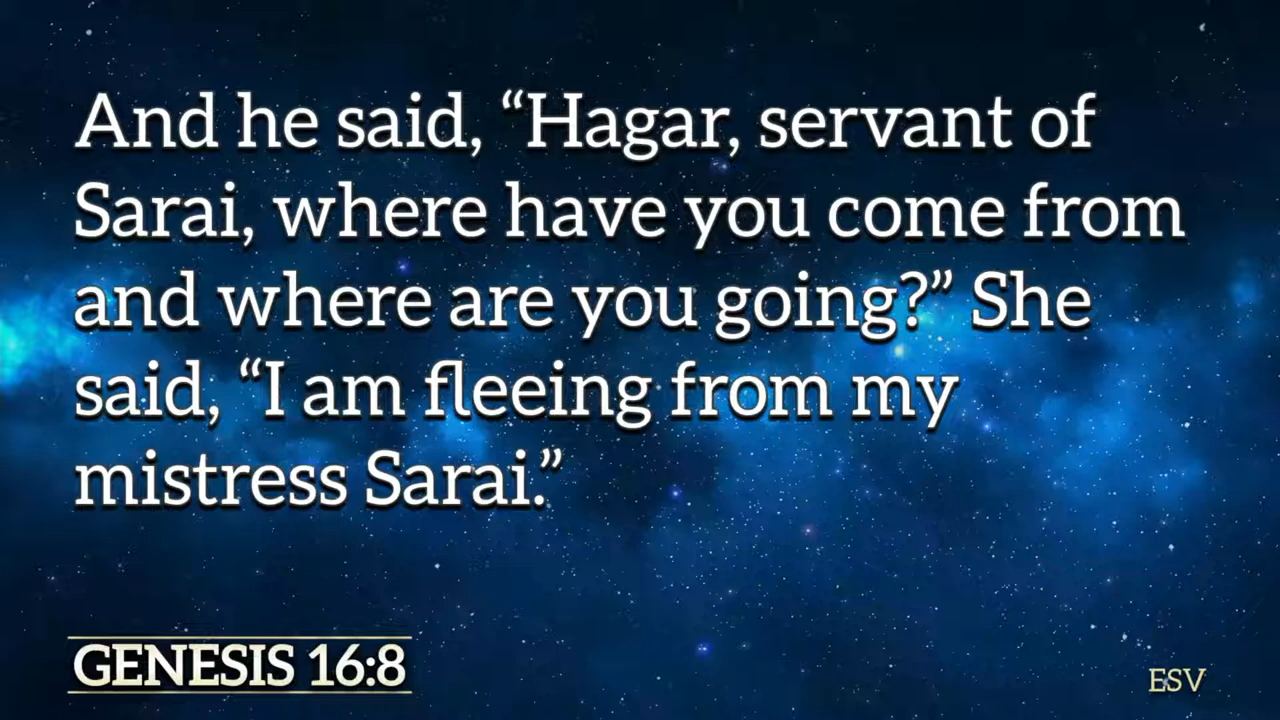 And he said, “Hagar, servant of
Sarai, where have you come from
and where are you going?” She
said, “I am fleeing from my
mistress Sarai.”
GENESIS 16:8
ESV